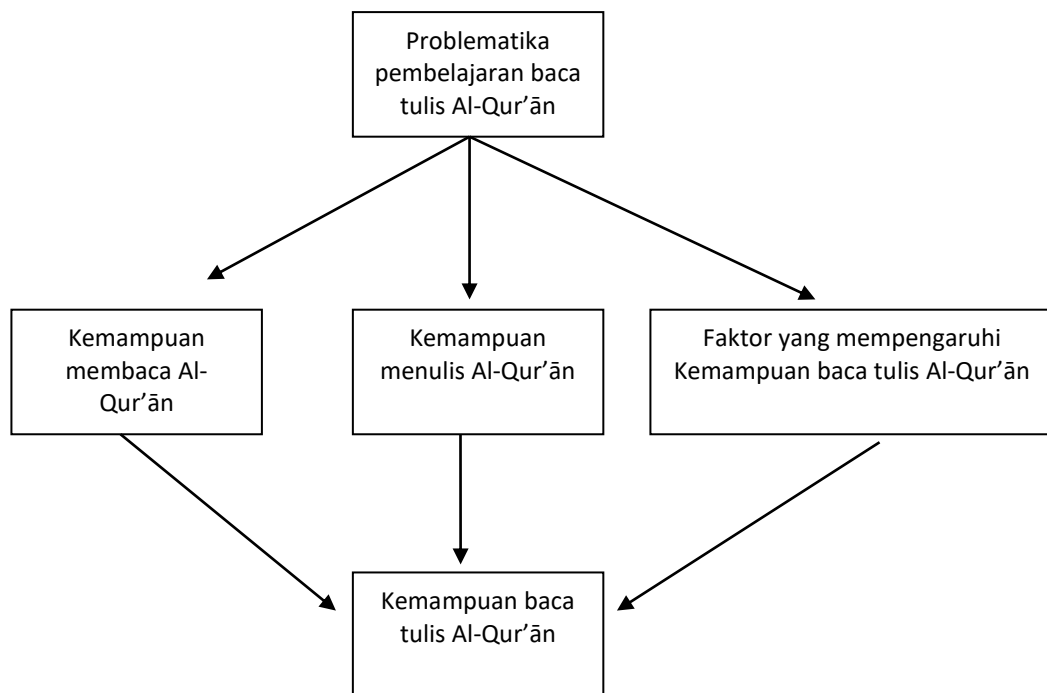 Problematika
pembelajaran baca
tulis Al-Qur’ān
Kemampuan
membaca Al-
Qur’ān
Kemampuan
menulis Al-Qur’ān
Faktor yang mempengaruhi
Kemampuan baca tulis Al-Qur’ān
Kemampuan baca
tulis Al-Qur’ān